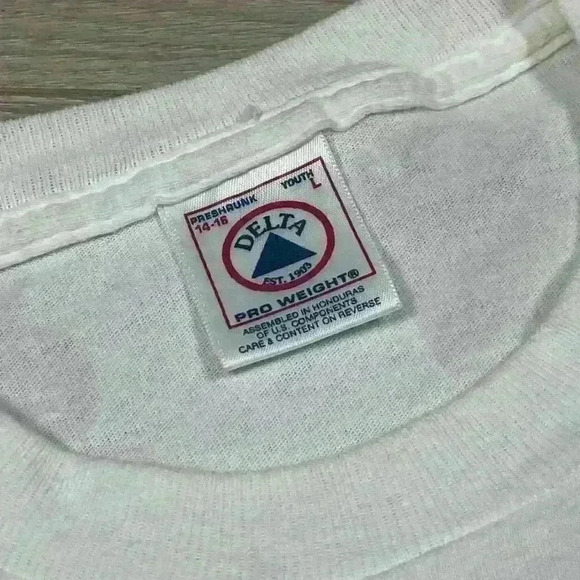 PRESHRUNK YOUTH
14-16 L
DELTA
EST. 1903
PRO WEIGHT®
ASSEMBLED IN HONDURAS
OF U.S. COMPONENTS
CARE & CONTENT ON REVERSE